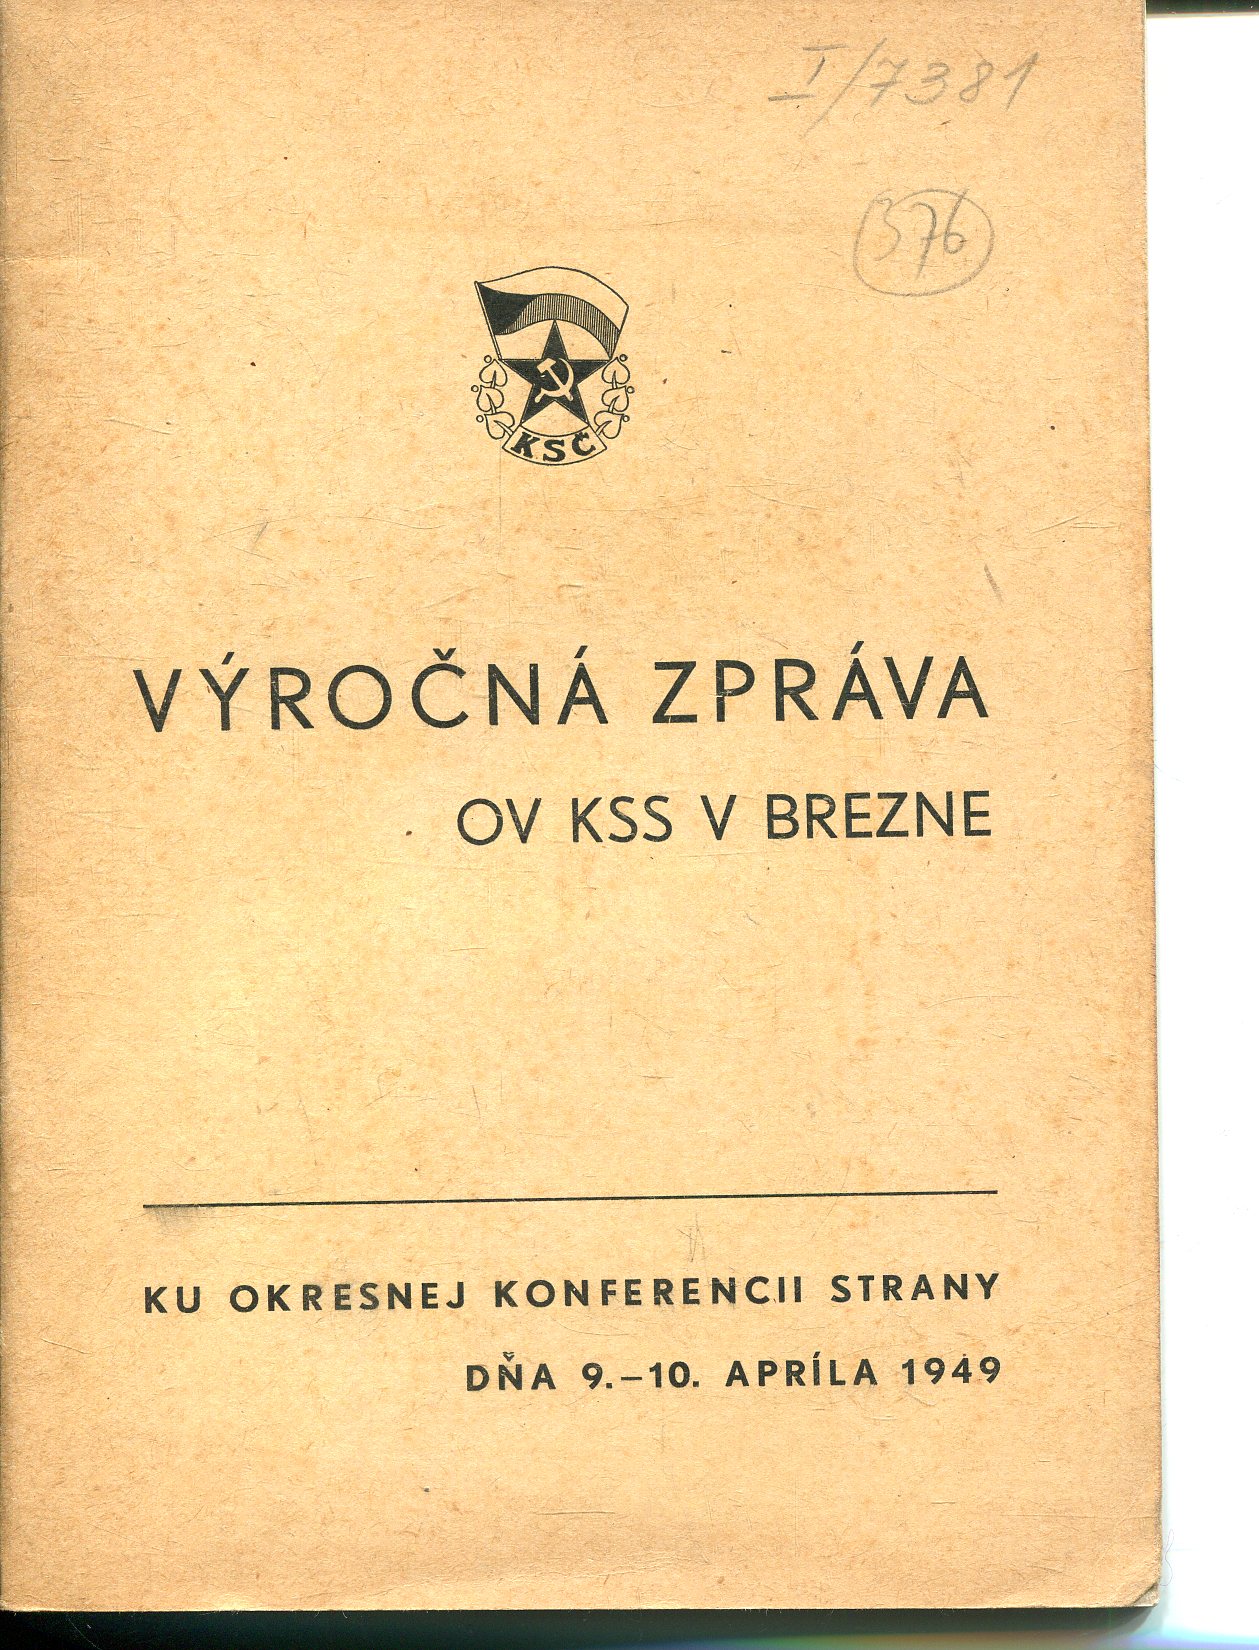 I/7381
376
KSČ
VÝROČNÁ ZPRÁVA
OV KSS V BREZNE
KU OKRESNEJ KONFERENCII STRANY
DŇA 9.–10. APRÍLA 1949